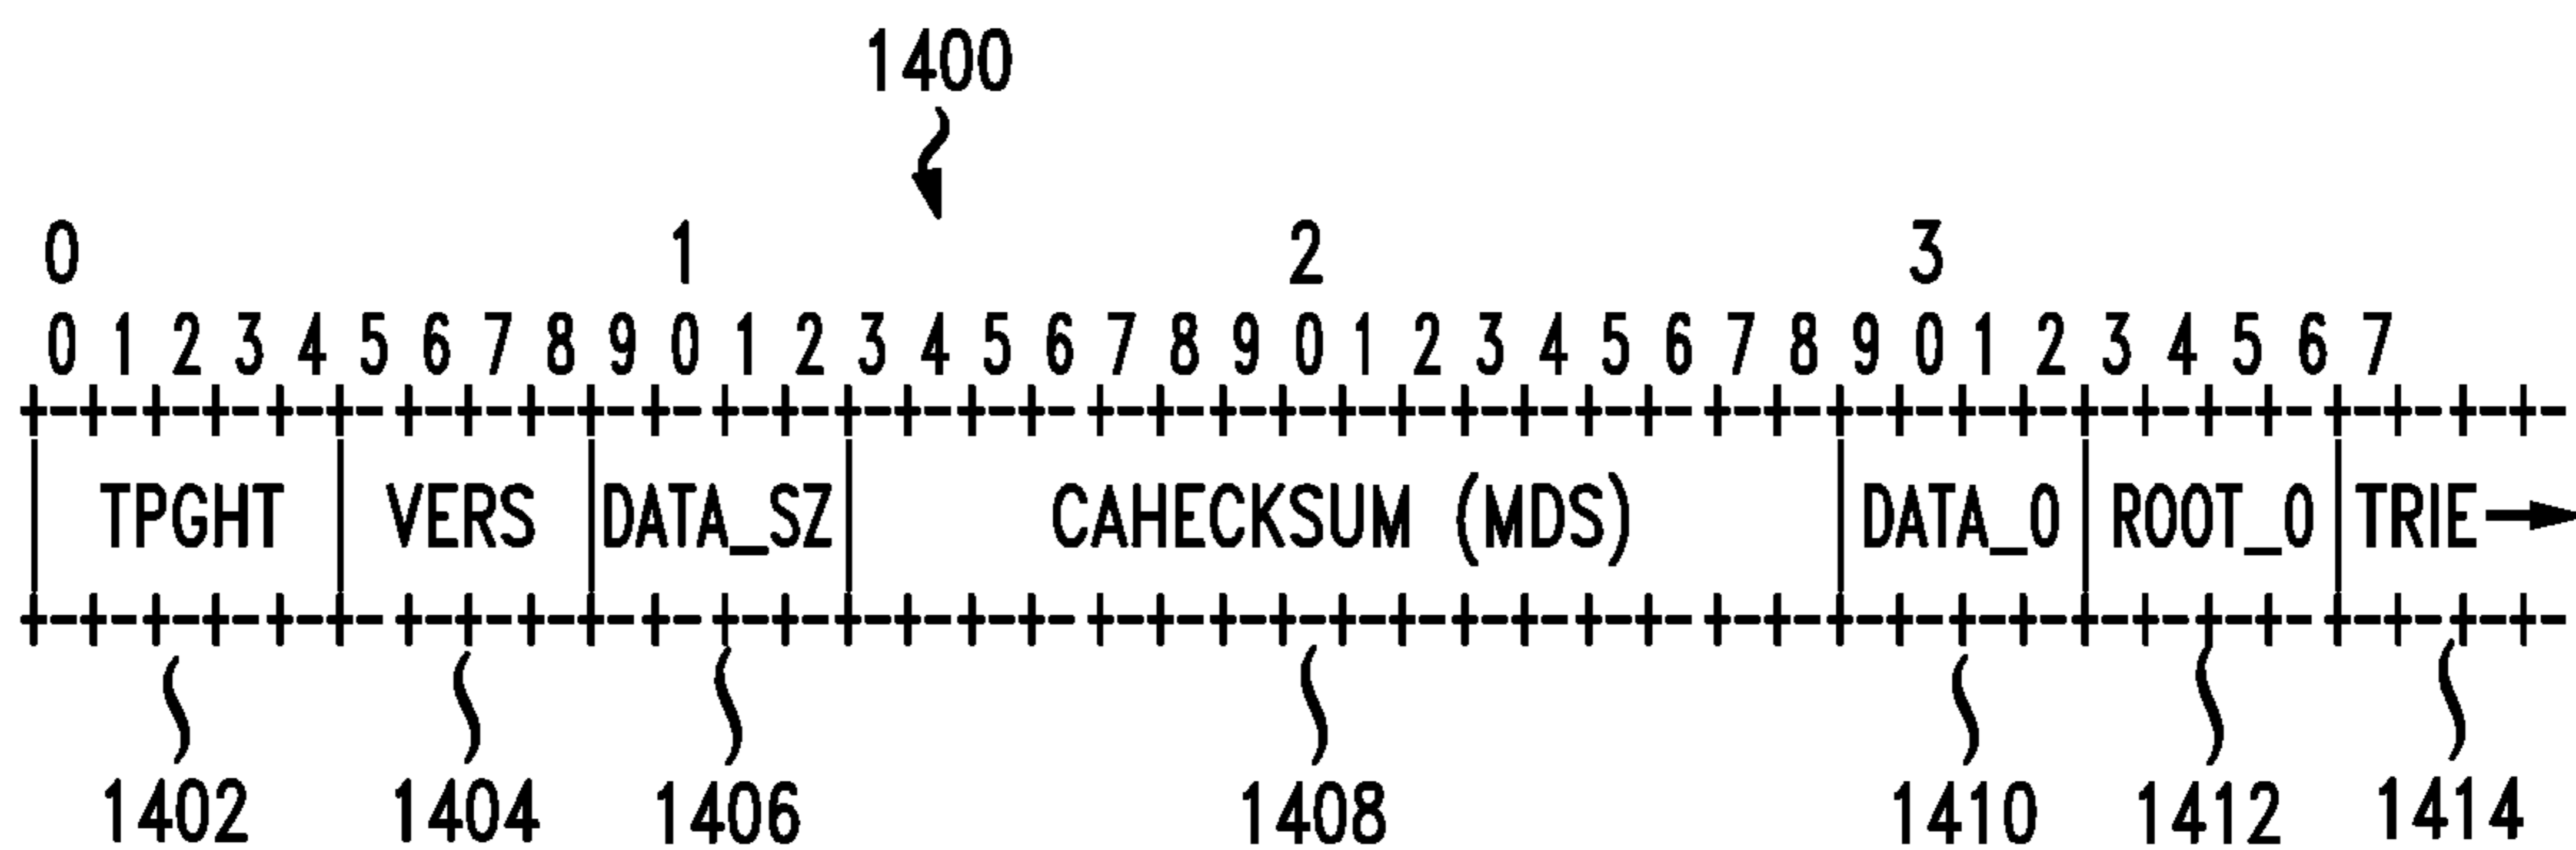 1400
0 1 2 3
0 1 2 3 4 5 6 7 8 9 0 1 2 3 4 5 6 7 8 9 0 1 2 3 4 5 6 7 8 9 0 1 2 3 4 5 6 7
TPGHT VERS DATA_SZ CAHECKSUM (MDS) DATA_0 ROOT_0 TRIE
1402 1404 1406 1408 1410 1412 1414